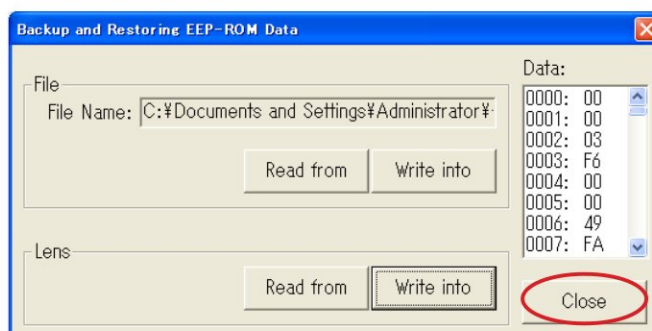 Backup and Restoring EEP-ROM Data
File
File Name: C:¥Documents and Settings¥Administrator¥
Read from
Write into
Lens
Read from
Write into
Data:
0000: 00
0001: 00
0002: 03
0003: F6
0004: 00
0005: 00
0006: 49
0007: FA
Close